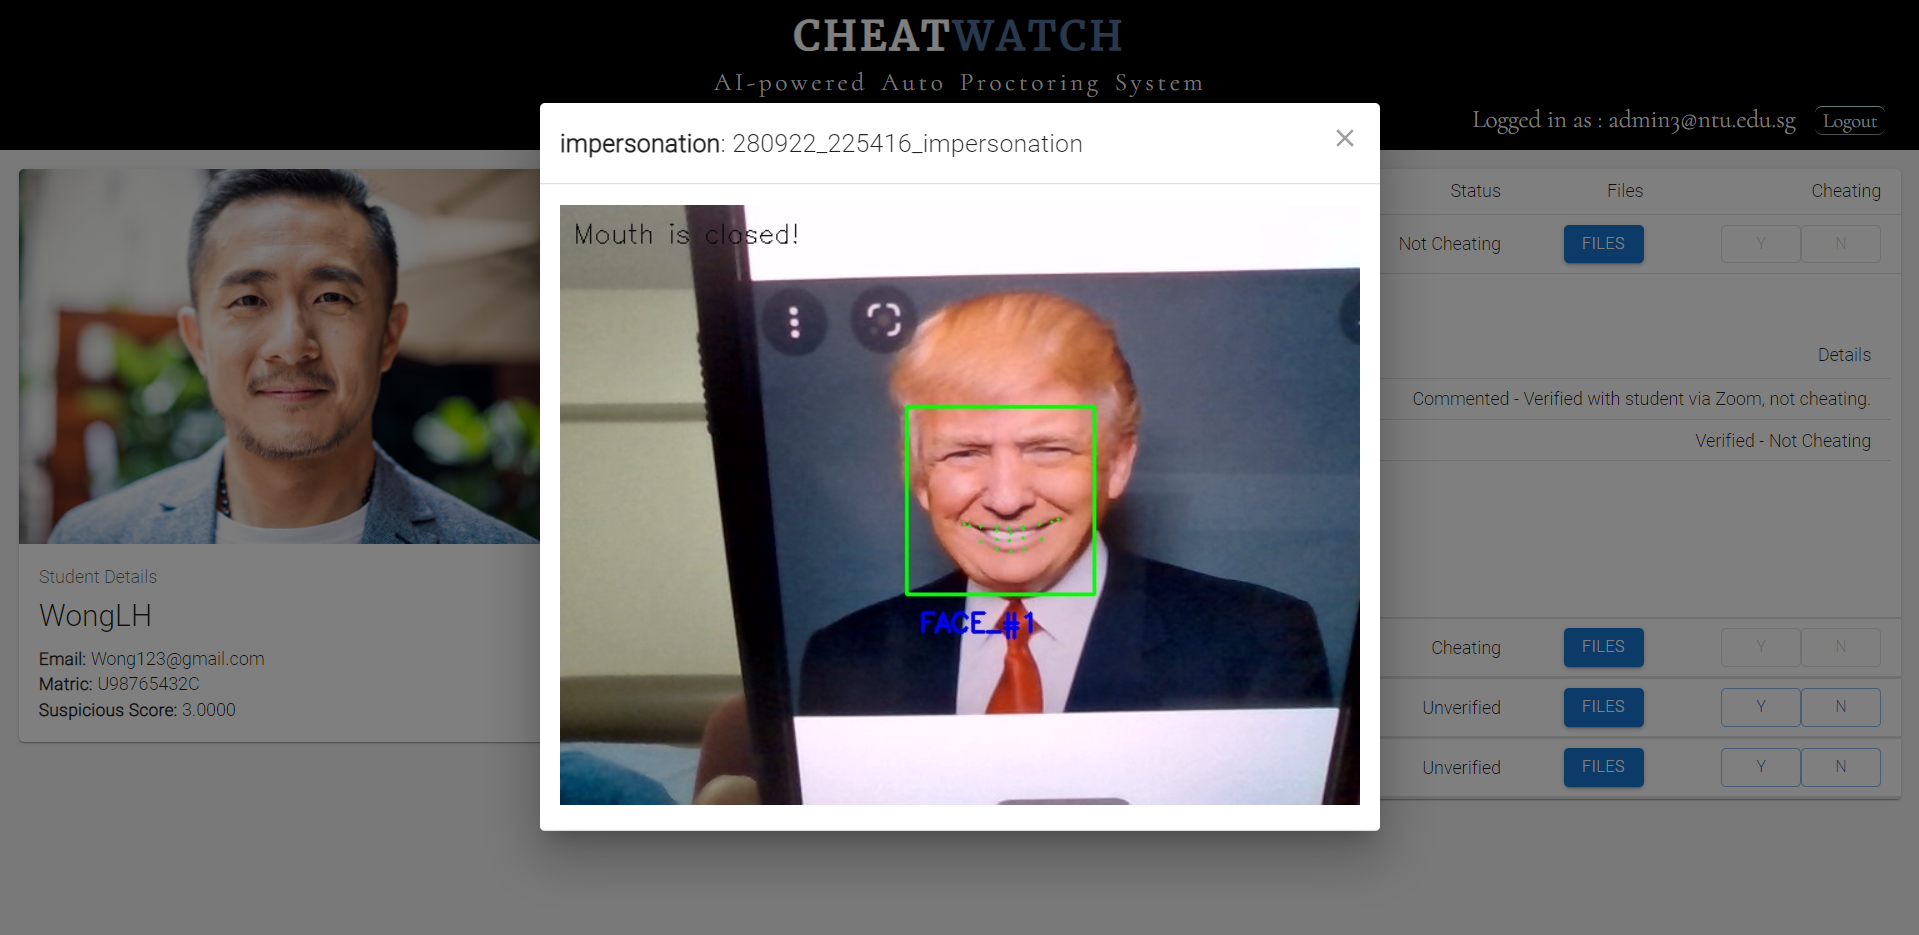 CHEATWATCH
AI-powered Auto Proctoring System
Logged in as : admin3@ntu.edu.sg
Logout
impersonation: 280922_225416_impersonation
×
Mouth is closed!
FACE_#1
Student Details
WongLH
Email: Wong123@gmail.com
Matric: U98765432C
Suspicious Score: 3.0000
Status Files Cheating
Not Cheating FILES Y N
Details
Commented - Verified with student via Zoom, not cheating.
Verified - Not Cheating
Cheating FILES Y N
Unverified FILES Y N
Unverified FILES Y N